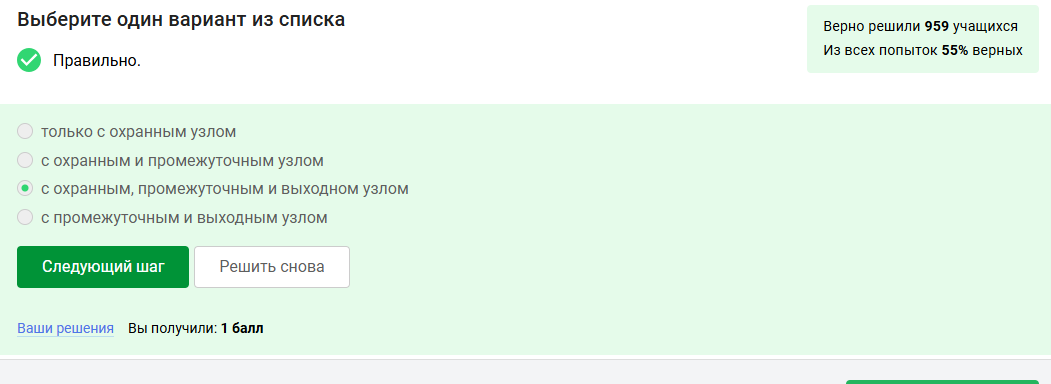 Выберите один вариант из списка
Верно решили 959 учащихся
Из всех попыток 55% верных
Правильно.
только с охранным узлом
с охранным и промежуточным узлом
с охранным, промежуточным и выходном узлом
с промежуточным и выходным узлом
Следующий шаг
Решить снова
Ваши решения Вы получили: 1 балл